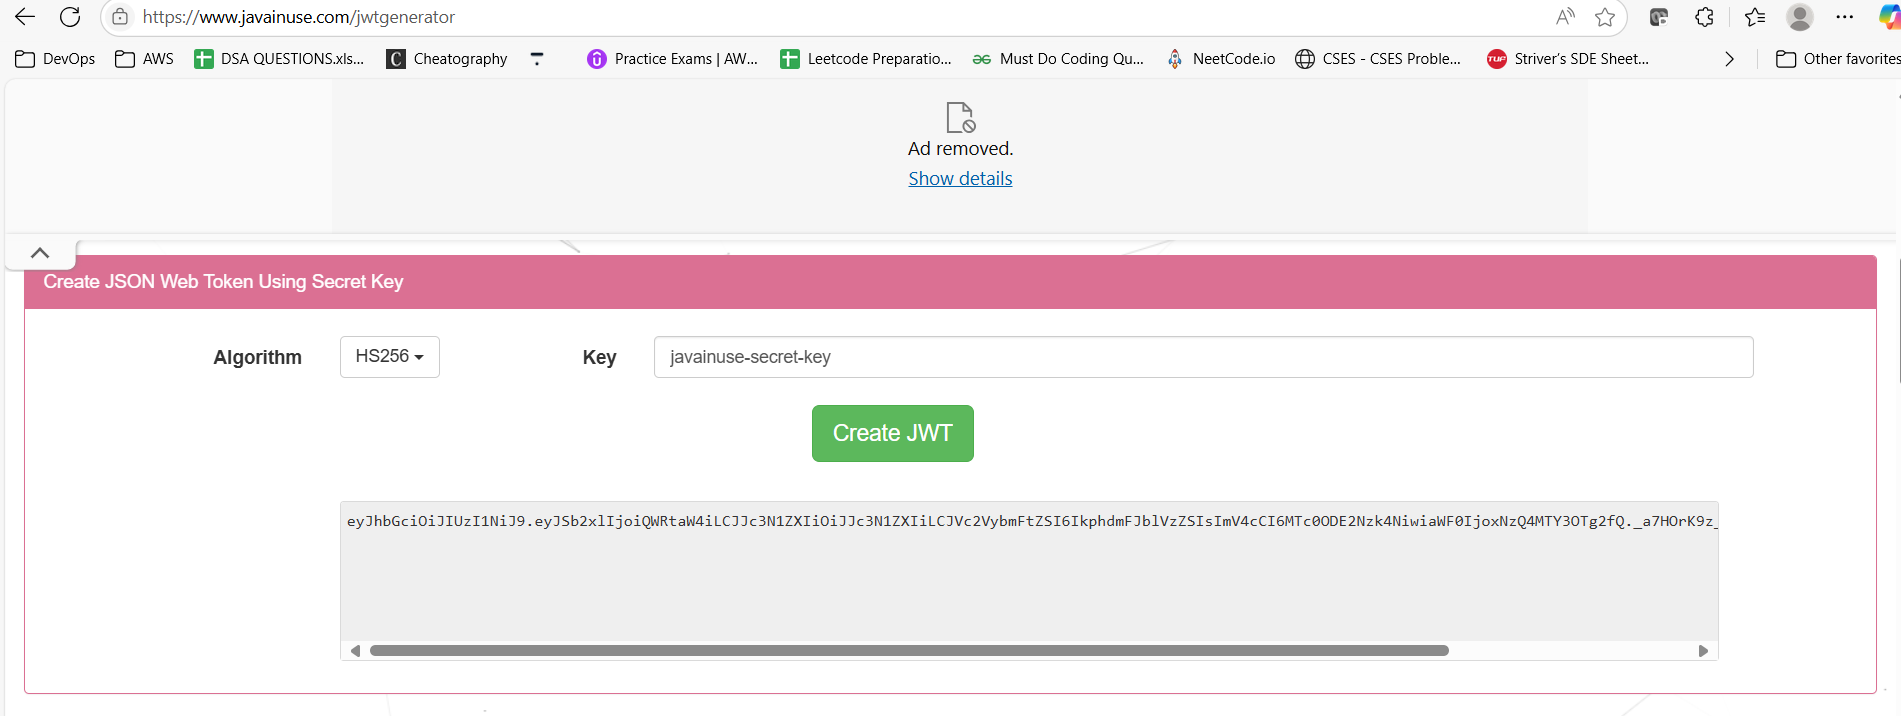 https://www.javainuse.com/jwtgenerator
DevOps AWS DSA QUESTIONS.xls... Cheatography Practice Exams | AW... Leetcode Preparatio... Must Do Coding Qu... NeetCode.io CSES - CSES Proble... Striver's SDE Sheet... Other favorites
Ad removed.
Show details
Create JSON Web Token Using Secret Key
Algorithm HS256 Key javainuse-secret-key
Create JWT
eyJhbGciOiJIUzI1NiJ9.eyJSb2xlIjoiQWRtaW4iLCJJc3N1ZXIiOiJJc3N1ZXIiLCJVc2VybmFtZSI6IkphdmFJblVzZSIsImV4cCI6MTc0ODE2Nzk4NiwiaWF0IjoxNzQ4MTY3OTg2fQ._a7HOrK9z_